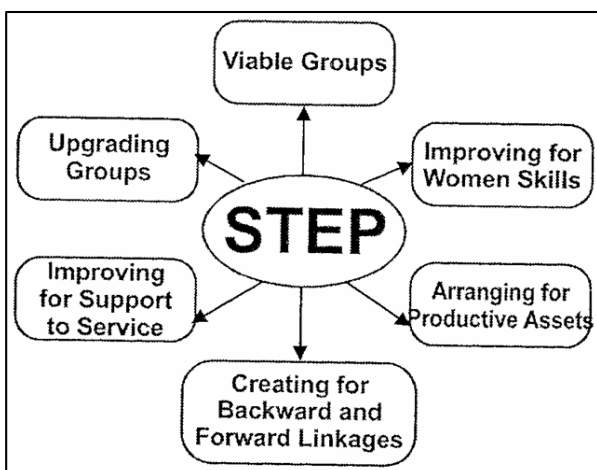 Viable Groups
Upgrading
Groups
Improving for
Women Skills
STEP
Improving
for Support
to Service
Arranging for
Productive Assets
Creating for
Backward and
Forward Linkages